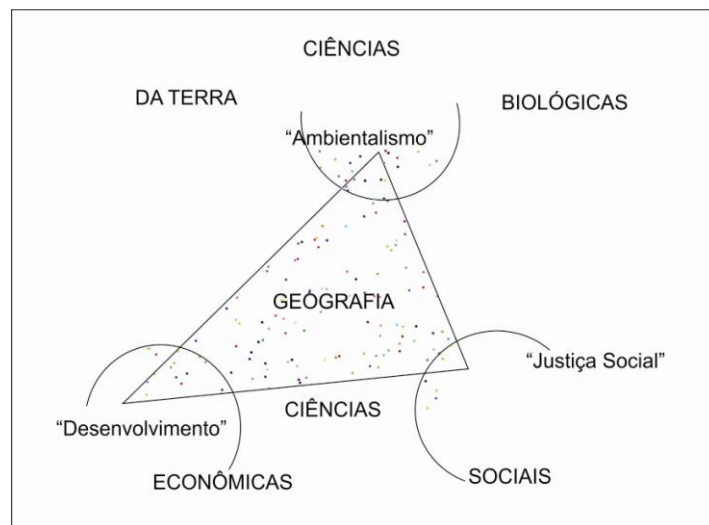 CIÊNCIAS
DA TERRA
BIOLÓGICAS
“Ambientalismo”
GEOGRAFIA
“Justiça Social”
CIÊNCIAS
“Desenvolvimento”
ECONÔMICAS
SOCIAIS